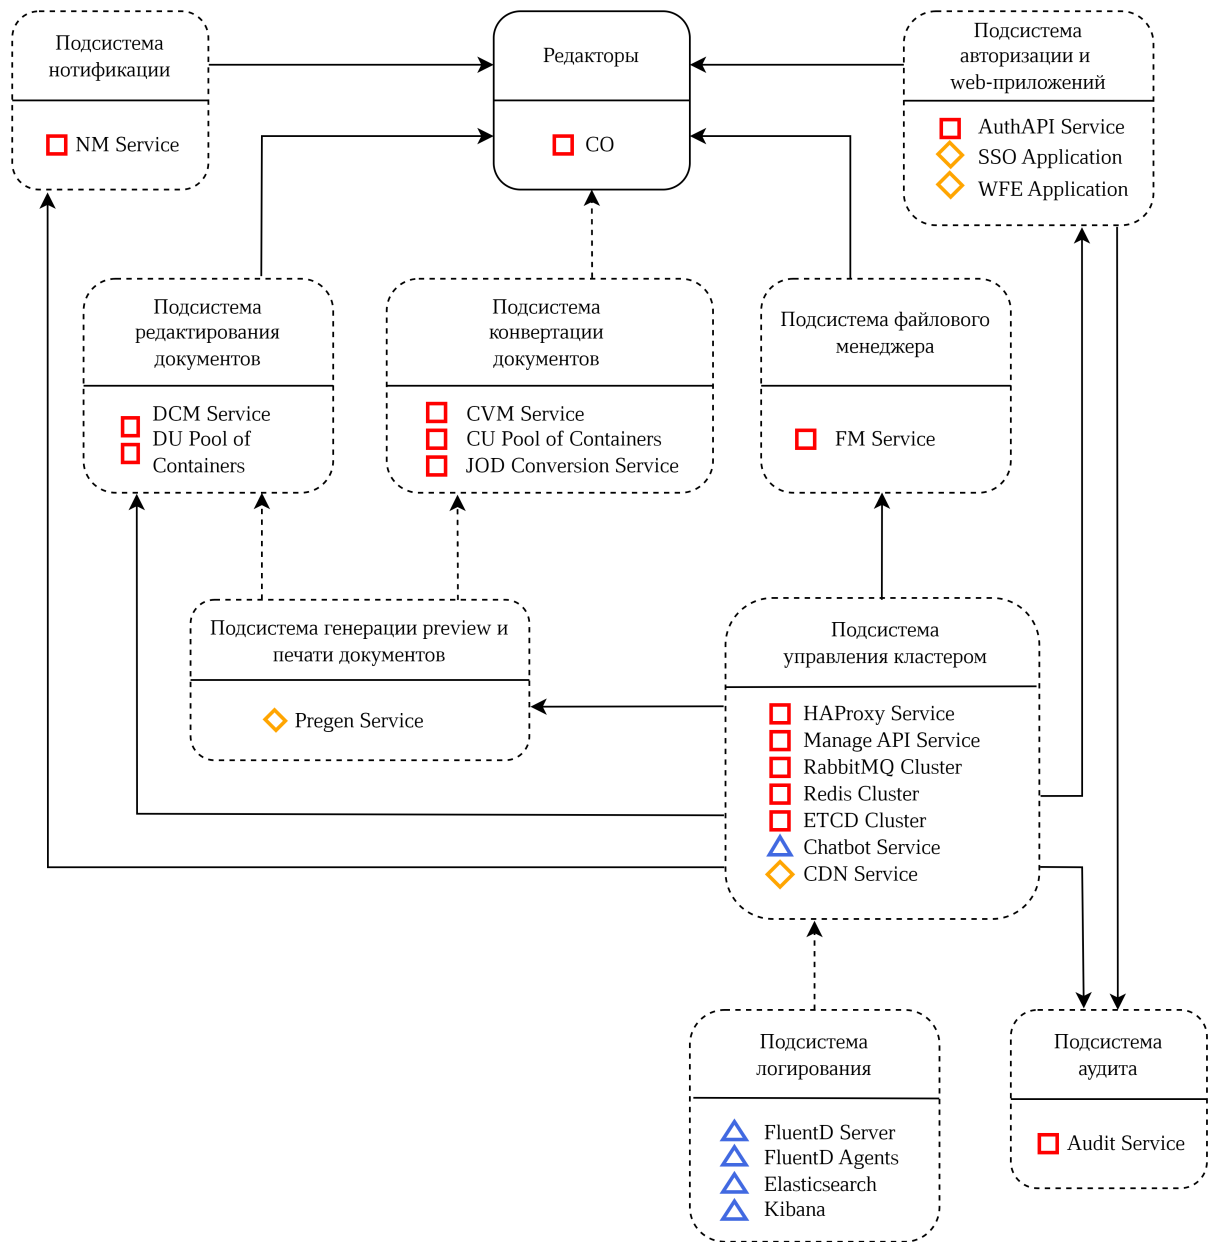 Подсистема
нотификации
NM Service
Редакторы
CO
Подсистема
авторизации и
web-приложений
AuthAPI Service
SSO Application
WFE Application
Подсистема
редактирования
документов
DCM Service
DU Pool of
Containers
Подсистема
конвертации
документов
CVM Service
CU Pool of Containers
JOD Conversion Service
Подсистема файлового
менеджера
FM Service
Подсистема генерации preview и
печати документов
Pregen Service
Подсистема
управления кластером
HAProxy Service
Manage API Service
RabbitMQ Cluster
Redis Cluster
ETCD Cluster
Chatbot Service
CDN Service
Подсистема
логирования
FluentD Server
FluentD Agents
Elasticsearch
Kibana
Подсистема
аудита
Audit Service